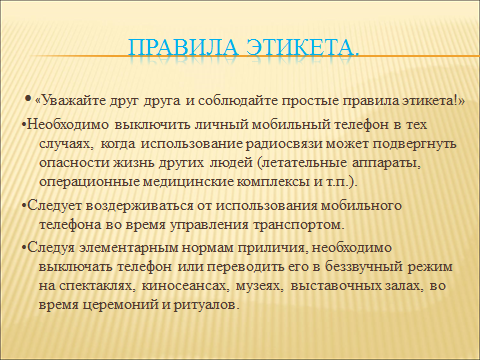 ПРАВИЛА ЭТИКЕТА.
•«Уважайте друг друга и соблюдайте простые правила этикета!»
•Необходимо выключить личный мобильный телефон в тех
случаях, когда использование радиосвязи может подвергнуть
опасности жизнь других людей (летательные аппараты,
операционные медицинские комплексы и т.п.).
•Следует воздерживаться от использования мобильного
телефона во время управления транспортом.
•Следуя элементарным нормам приличия, необходимо
выключать телефон или переводить его в беззвучный режим
на спектаклях, киносеансах, музеях, выставочных залах, во
время церемоний и ритуалов.